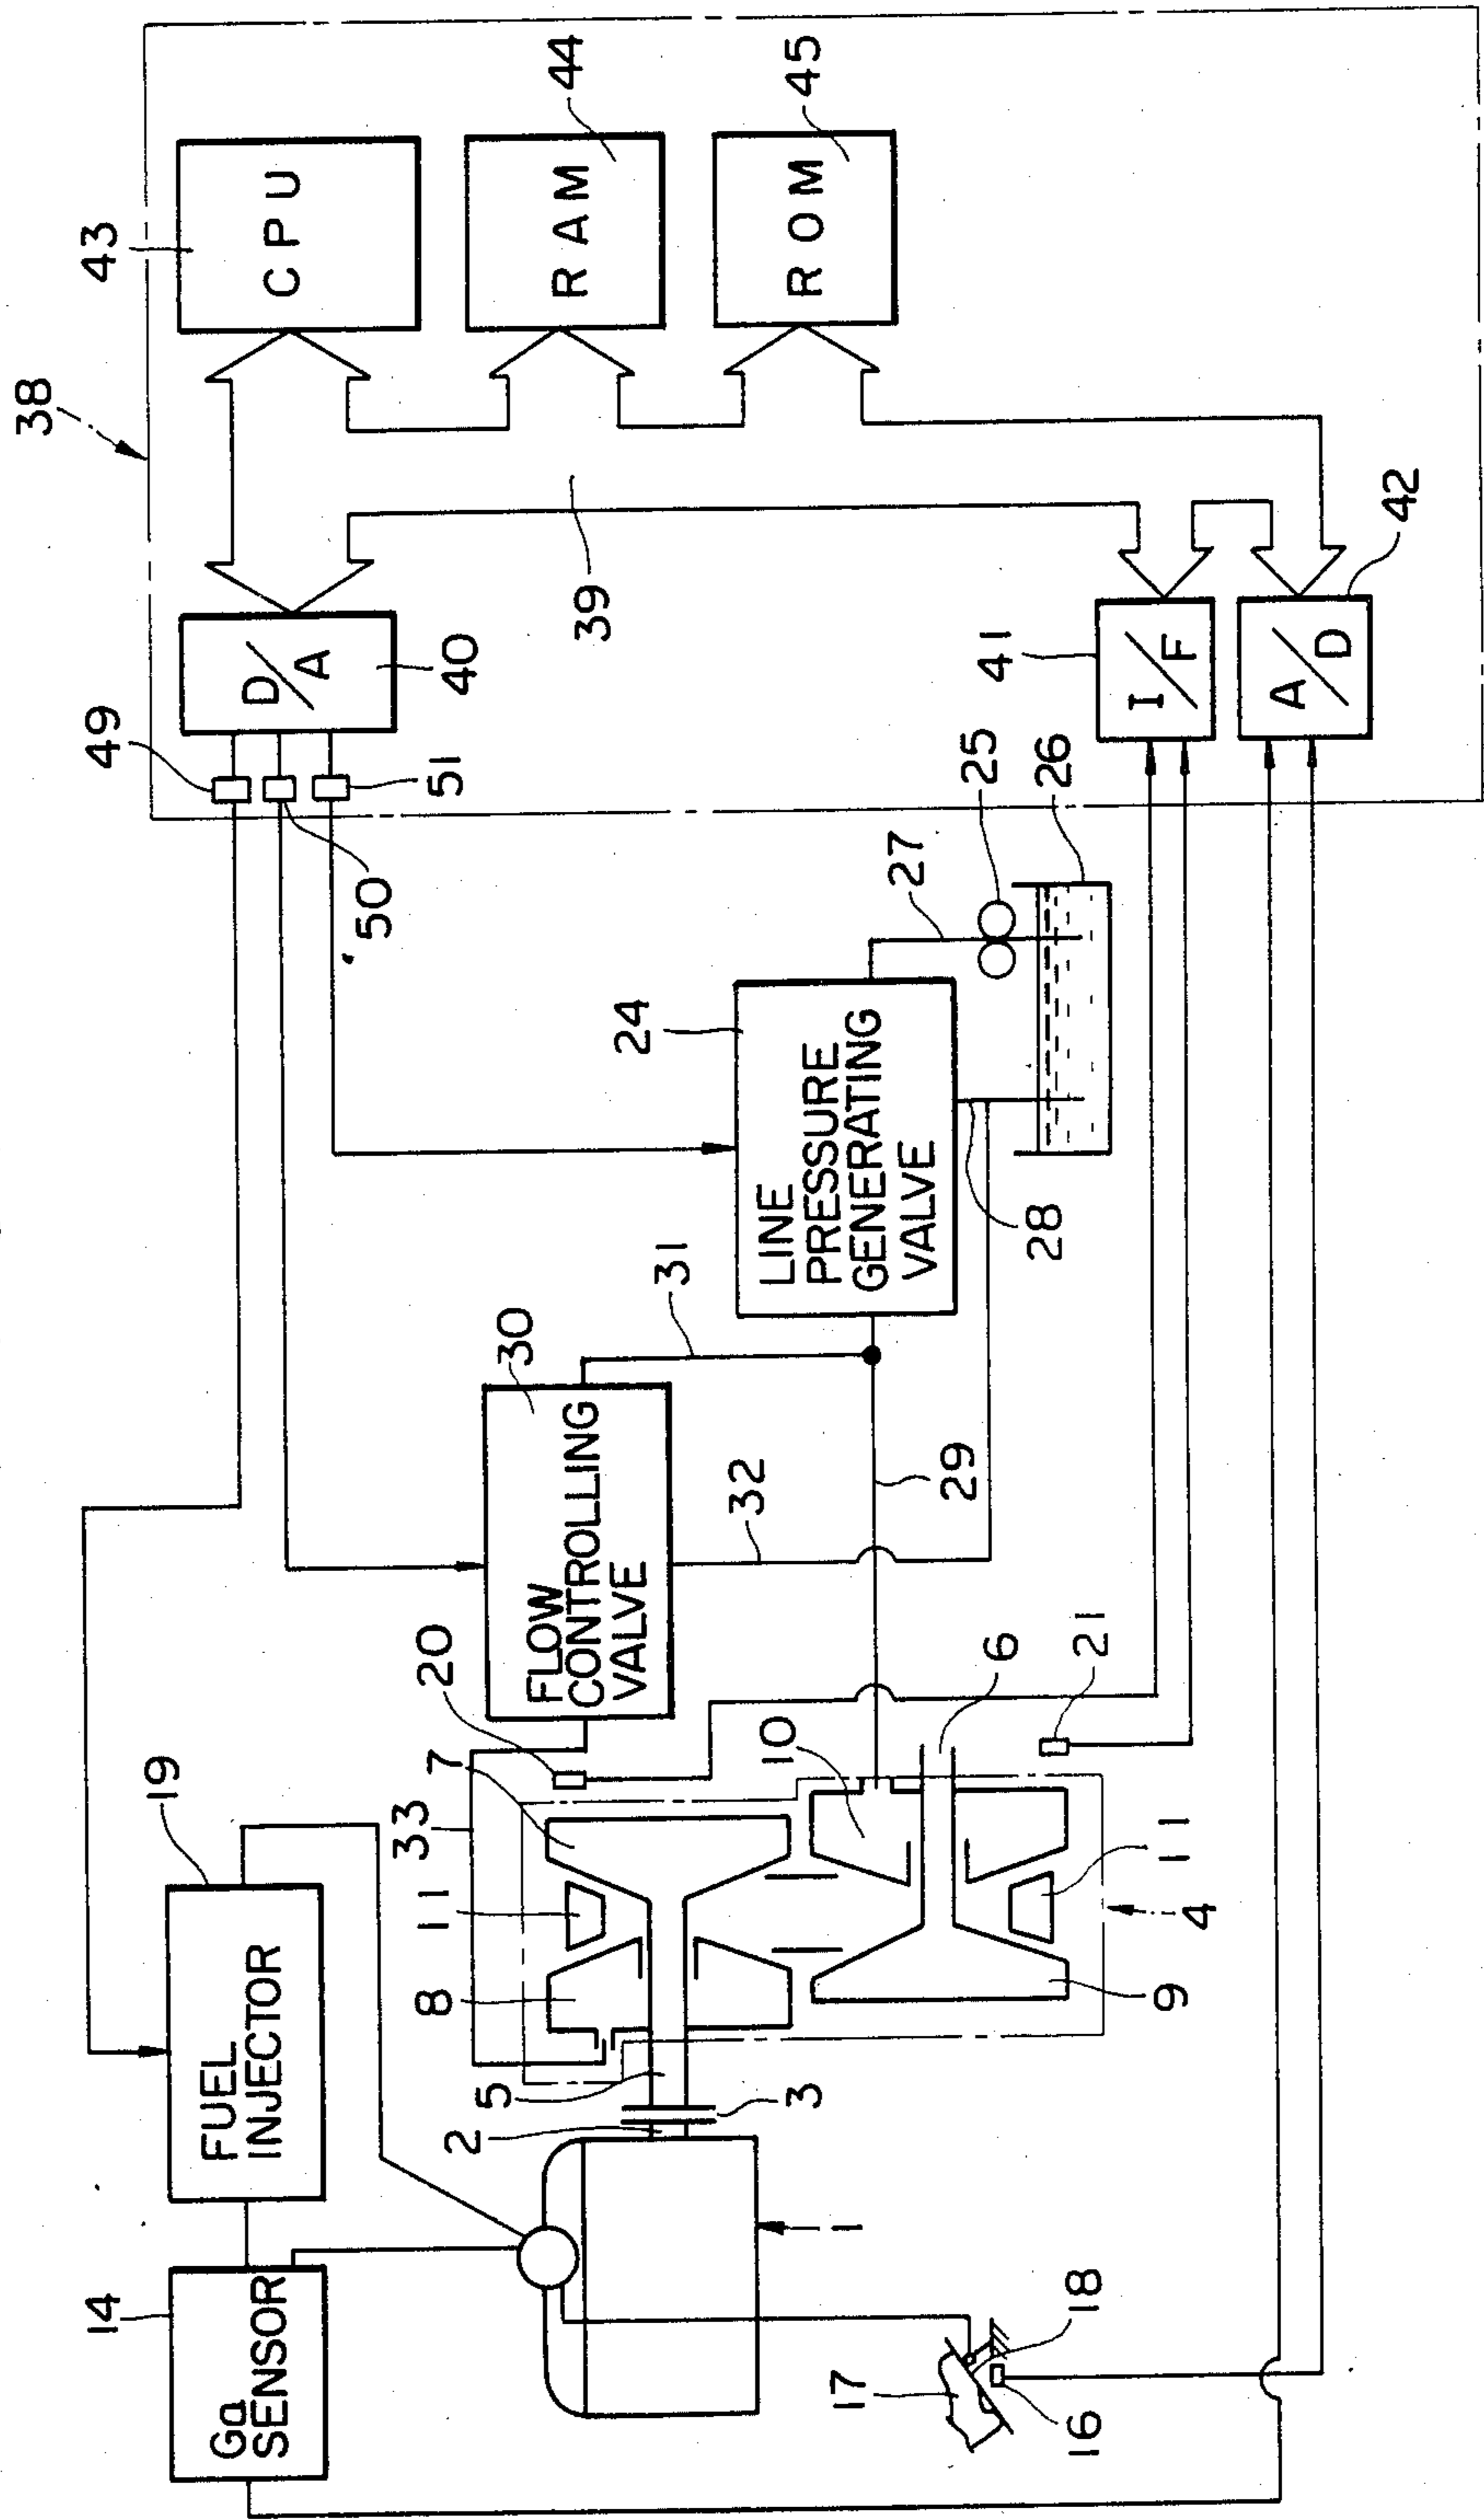 14
Ga
SENSOR
19
FUEL
INJECTOR
49
50
51
D/A
40
38
43
CPU
44
RAM
45
ROM
39
41
I/F
42
A/D
1
2
3
5
8
11
33
7
20
30
FLOW
CONTROLLING
VALVE
31
32
24
LINE
PRESSURE
GENERATING
VALVE
27
25
26
28
29
10
6
21
11
4
9
17
18
16